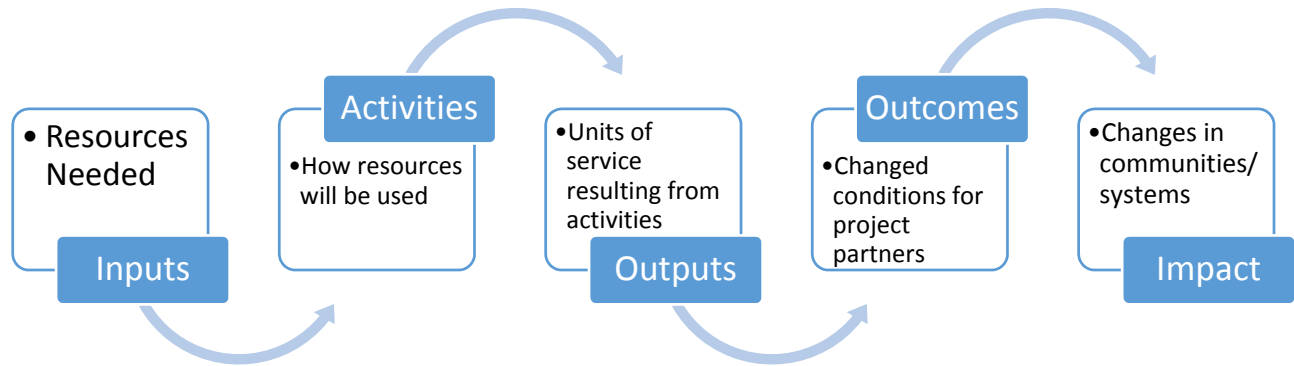 • Resources
Needed
Inputs
Activities
•How resources
will be used
•Units of
service
resulting from
activities
Outputs
Outcomes
•Changed
conditions for
project
partners
•Changes in
communities/
systems
Impact